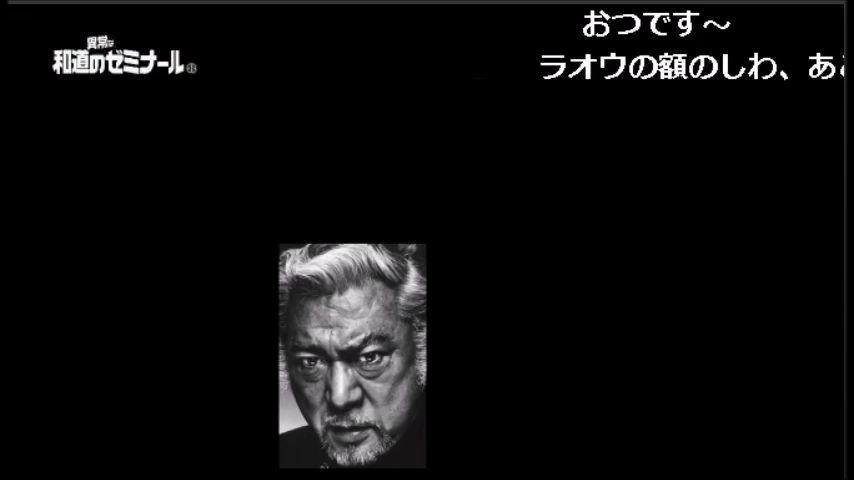 異常な
和道のゼミナール
おつです～
ラオウの額のしわ、あ